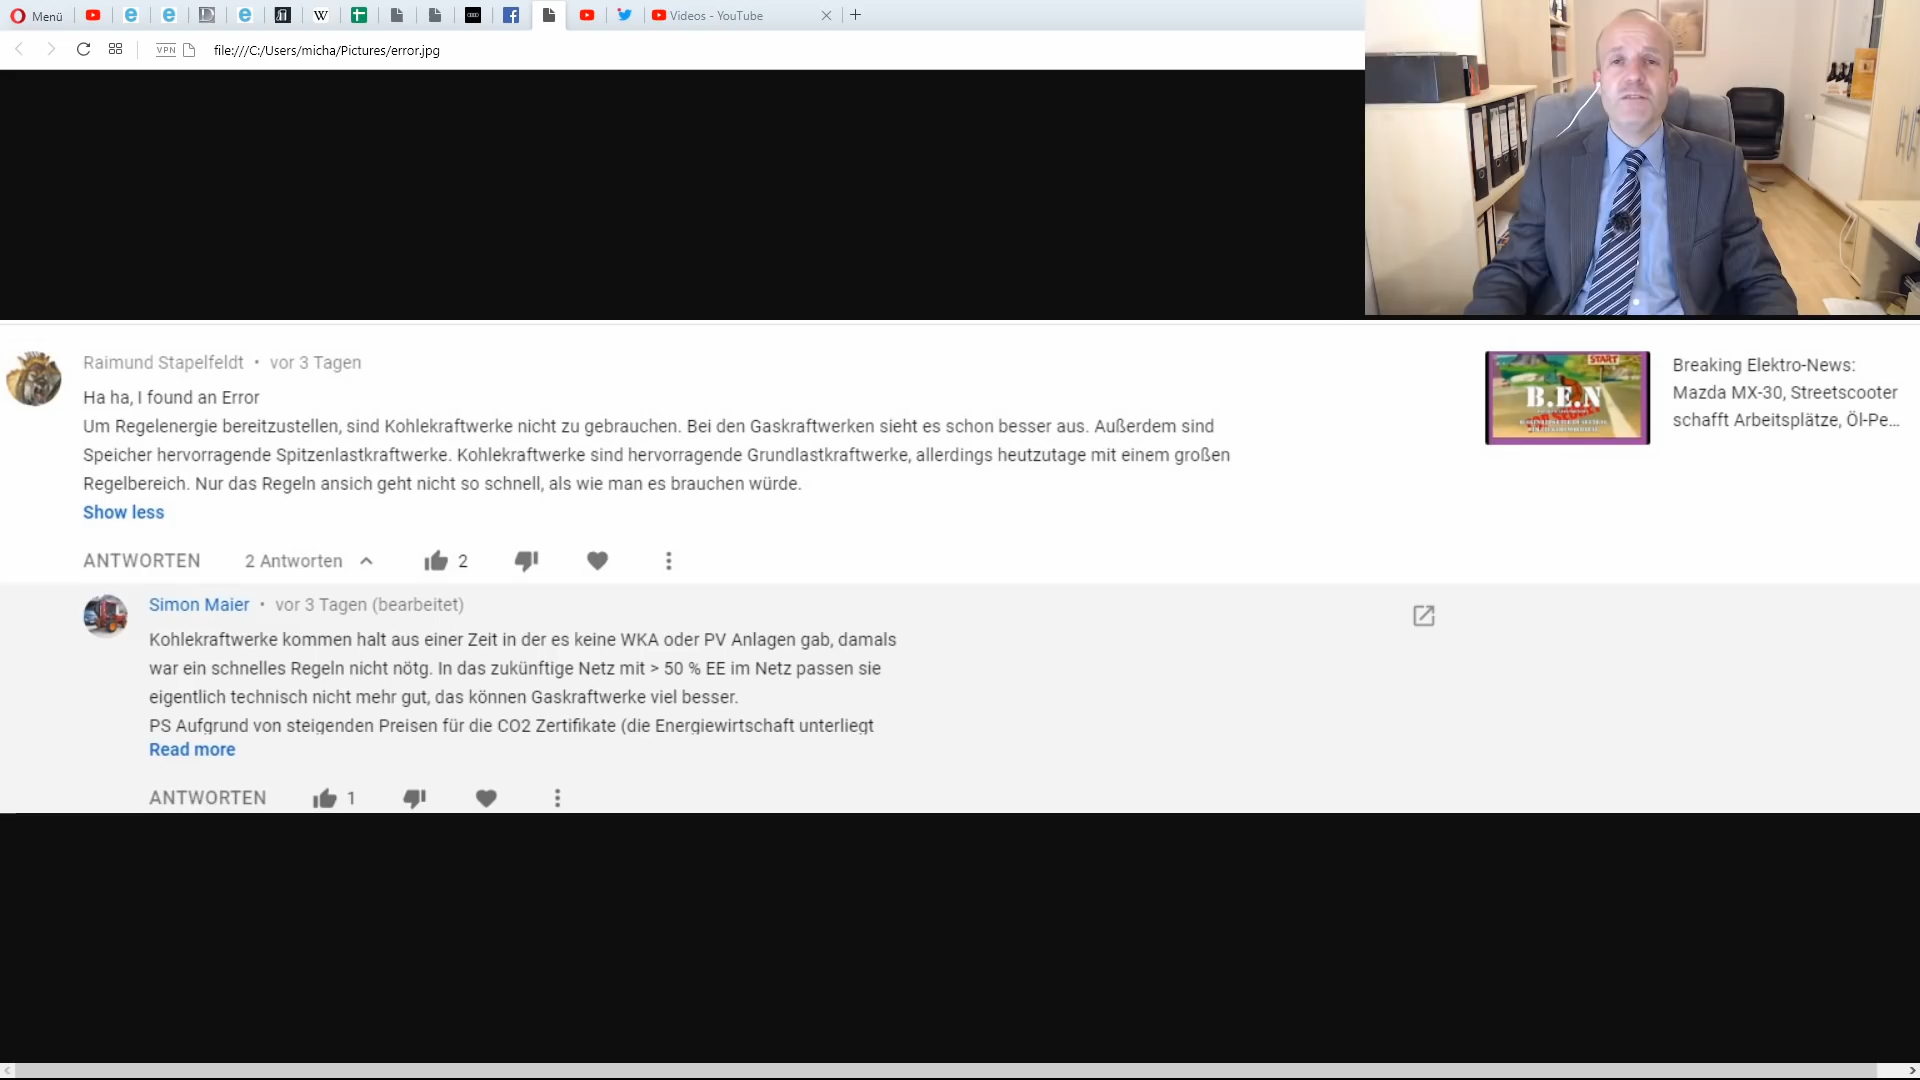 Menü
Videos - YouTube
VPN
file:///C:/Users/micha/Pictures/error.jpg
Raimund Stapelfeldt • vor 3 Tagen
Ha ha, I found an Error
Um Regelenergie bereitzustellen, sind Kohlekraftwerke nicht zu gebrauchen. Bei den Gaskraftwerken sieht es schon besser aus. Außerdem sind
Speicher hervorragende Spitzenlastkraftwerke. Kohlekraftwerke sind hervorragende Grundlastkraftwerke, allerdings heutzutage mit einem großen
Regelbereich. Nur das Regeln ansich geht nicht so schnell, als wie man es brauchen würde.
Show less
ANTWORTEN 2 Antworten 2
START
B.E.N
Breaking Elektro-News:
Mazda MX-30, Streetscooter
schafft Arbeitsplätze, Öl-Pe...
Simon Maier • vor 3 Tagen (bearbeitet)
Kohlekraftwerke kommen halt aus einer Zeit in der es keine WKA oder PV Anlagen gab, damals
war ein schnelles Regeln nicht nötg. In das zukünftige Netz mit > 50 % EE im Netz passen sie
eigentlich technisch nicht mehr gut, das können Gaskraftwerke viel besser.
PS Aufgrund von steigenden Preisen für die CO2 Zertifikate (die Energiewirtschaft unterliegt
Read more
ANTWORTEN 1